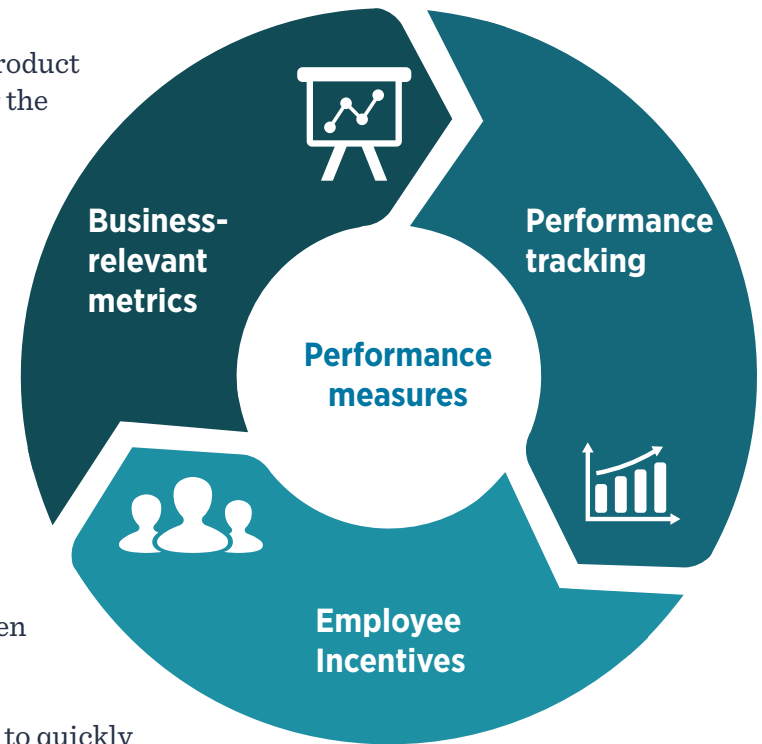 roduct
the
Business-
relevant
metrics
Performance
tracking
Performance
measures
Employee
Incentives
en
to quickly